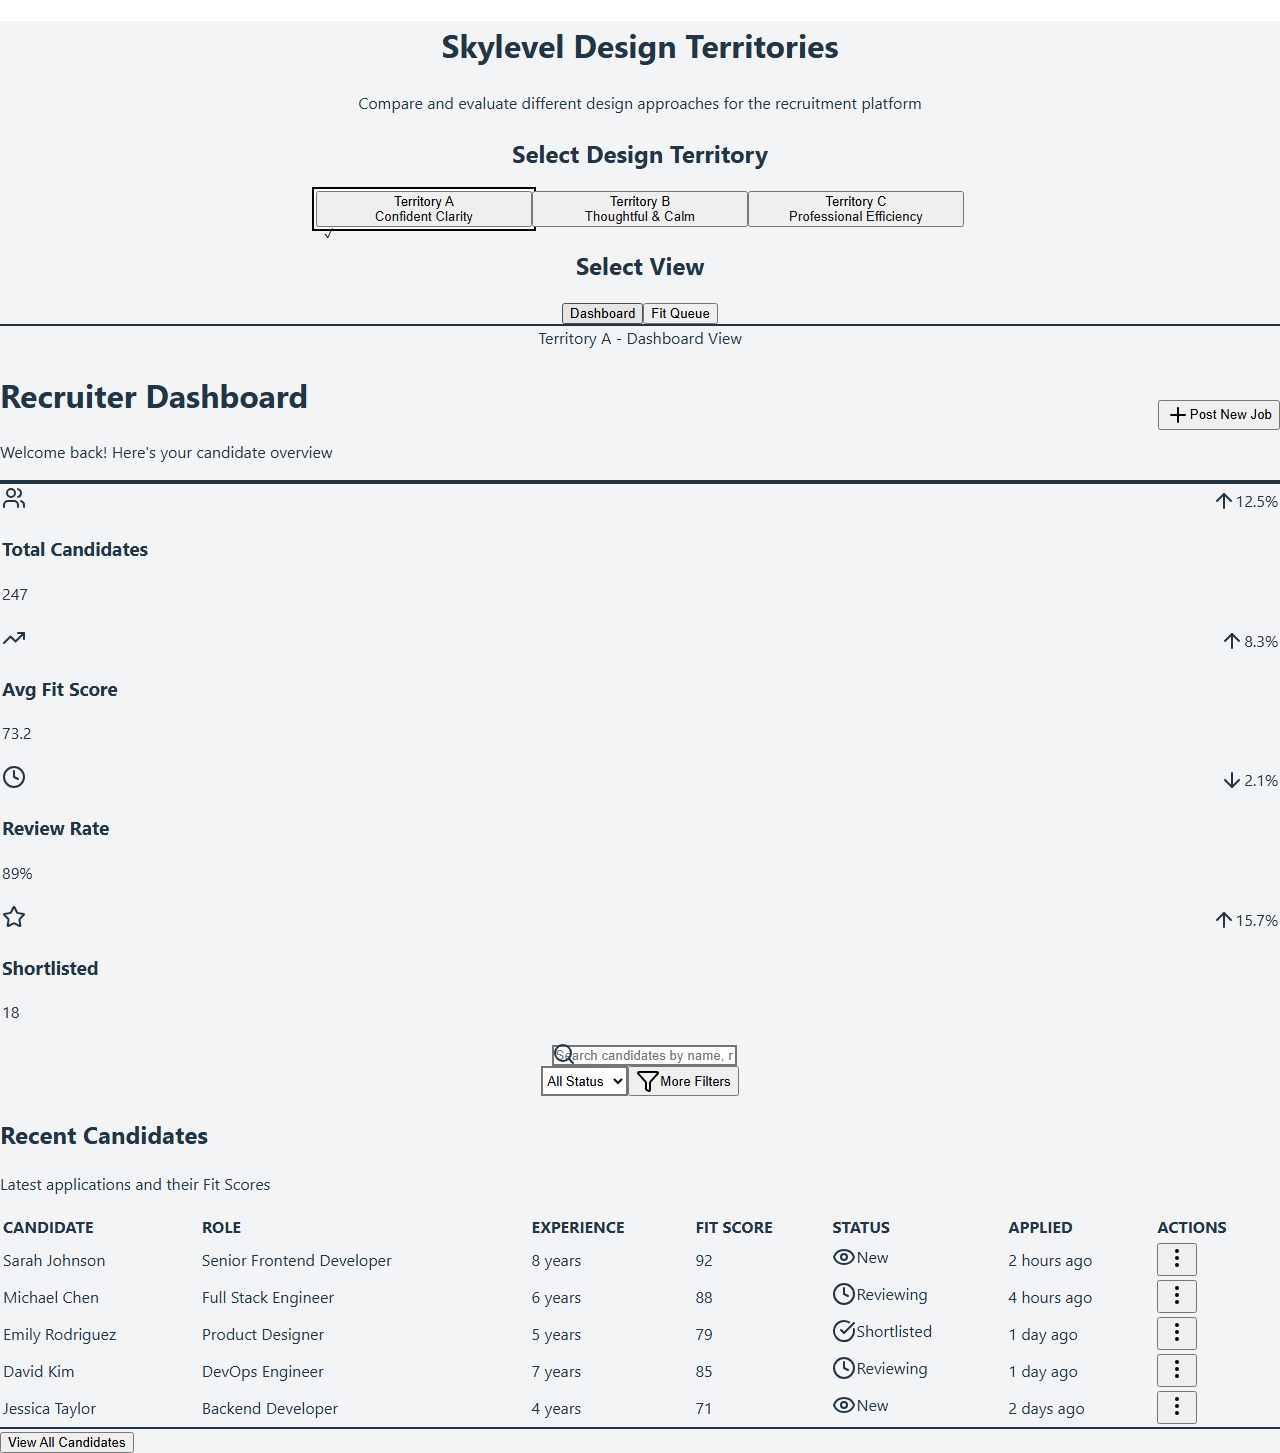 Skylevel Design Territories
Compare and evaluate different design approaches for the recruitment platform
Select Design Territory
Territory A
Confident Clarity
✓
Territory B
Thoughtful & Calm
Territory C
Professional Efficiency
Select View
Dashboard
Fit Queue
Territory A - Dashboard View
Recruiter Dashboard
Welcome back! Here's your candidate overview
Post New Job
12.5%
Total Candidates
247
8.3%
Avg Fit Score
73.2
2.1%
Review Rate
89%
15.7%
Shortlisted
18
Search candidates by name, r
All Status
More Filters
Recent Candidates
Latest applications and their Fit Scores
CANDIDATE ROLE EXPERIENCE FIT SCORE STATUS APPLIED ACTIONS
Sarah Johnson Senior Frontend Developer 8 years 92 New 2 hours ago
Michael Chen Full Stack Engineer 6 years 88 Reviewing 4 hours ago
Emily Rodriguez Product Designer 5 years 79 Shortlisted 1 day ago
David Kim DevOps Engineer 7 years 85 Reviewing 1 day ago
Jessica Taylor Backend Developer 4 years 71 New 2 days ago
View All Candidates